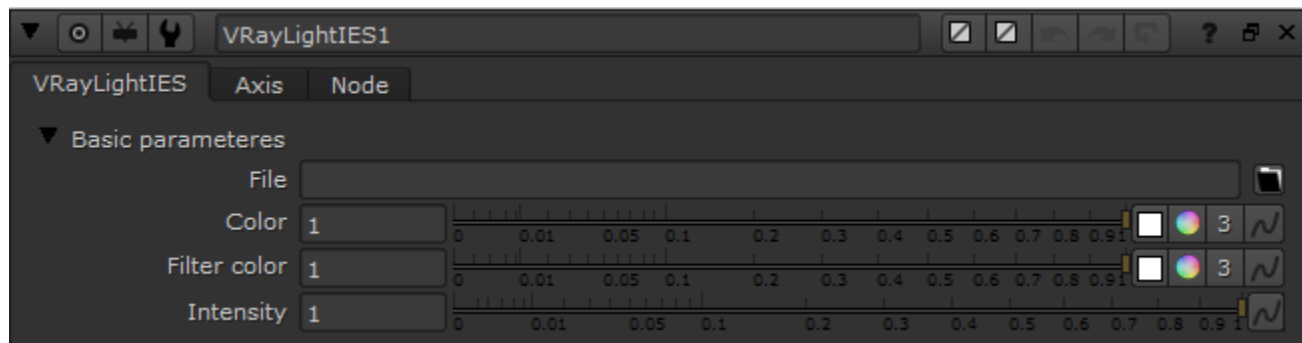 VRayLightIES1 ?
VRayLightIES Axis Node
Basic parameteres
File
Color 1 0 0.01 0.05 0.1 0.2 0.3 0.4 0.5 0.6 0.7 0.8 0.9 1 3
Filter color 1 0 0.01 0.05 0.1 0.2 0.3 0.4 0.5 0.6 0.7 0.8 0.9 1 3
Intensity 1 0 0.01 0.05 0.1 0.2 0.3 0.4 0.5 0.6 0.7 0.8 0.9 1